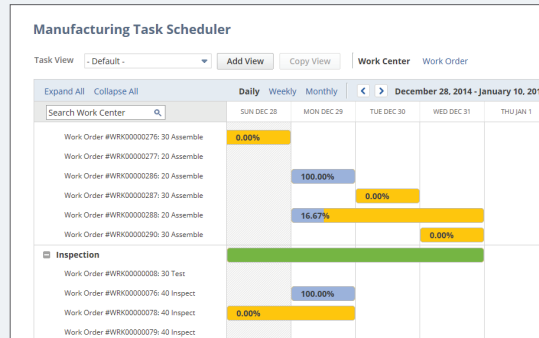 Manufacturing Task Scheduler
Task View - Default - Add View Copy View Work Center Work Order
Expand All Collapse All Daily Weekly Monthly < > December 28, 2014 - January 10, 201
Search Work Center SUN DEC 28 MON DEC 29 TUE DEC 30 WED DEC 31 THU JAN 1
Work Order #WRK00000276: 30 Assemble 0.00%
Work Order #WRK00000277: 20 Assemble
Work Order #WRK00000286: 20 Assemble 100.00%
Work Order #WRK00000287: 30 Assemble 0.00%
Work Order #WRK00000288: 20 Assemble 16.67%
Work Order #WRK00000290: 30 Assemble 0.00%
Inspection
Work Order #WRK00000008: 30 Test
Work Order #WRK00000076: 40 Inspect 100.00%
Work Order #WRK00000078: 40 Inspect 0.00%
Work Order #WRK00000079: 40 Inspect